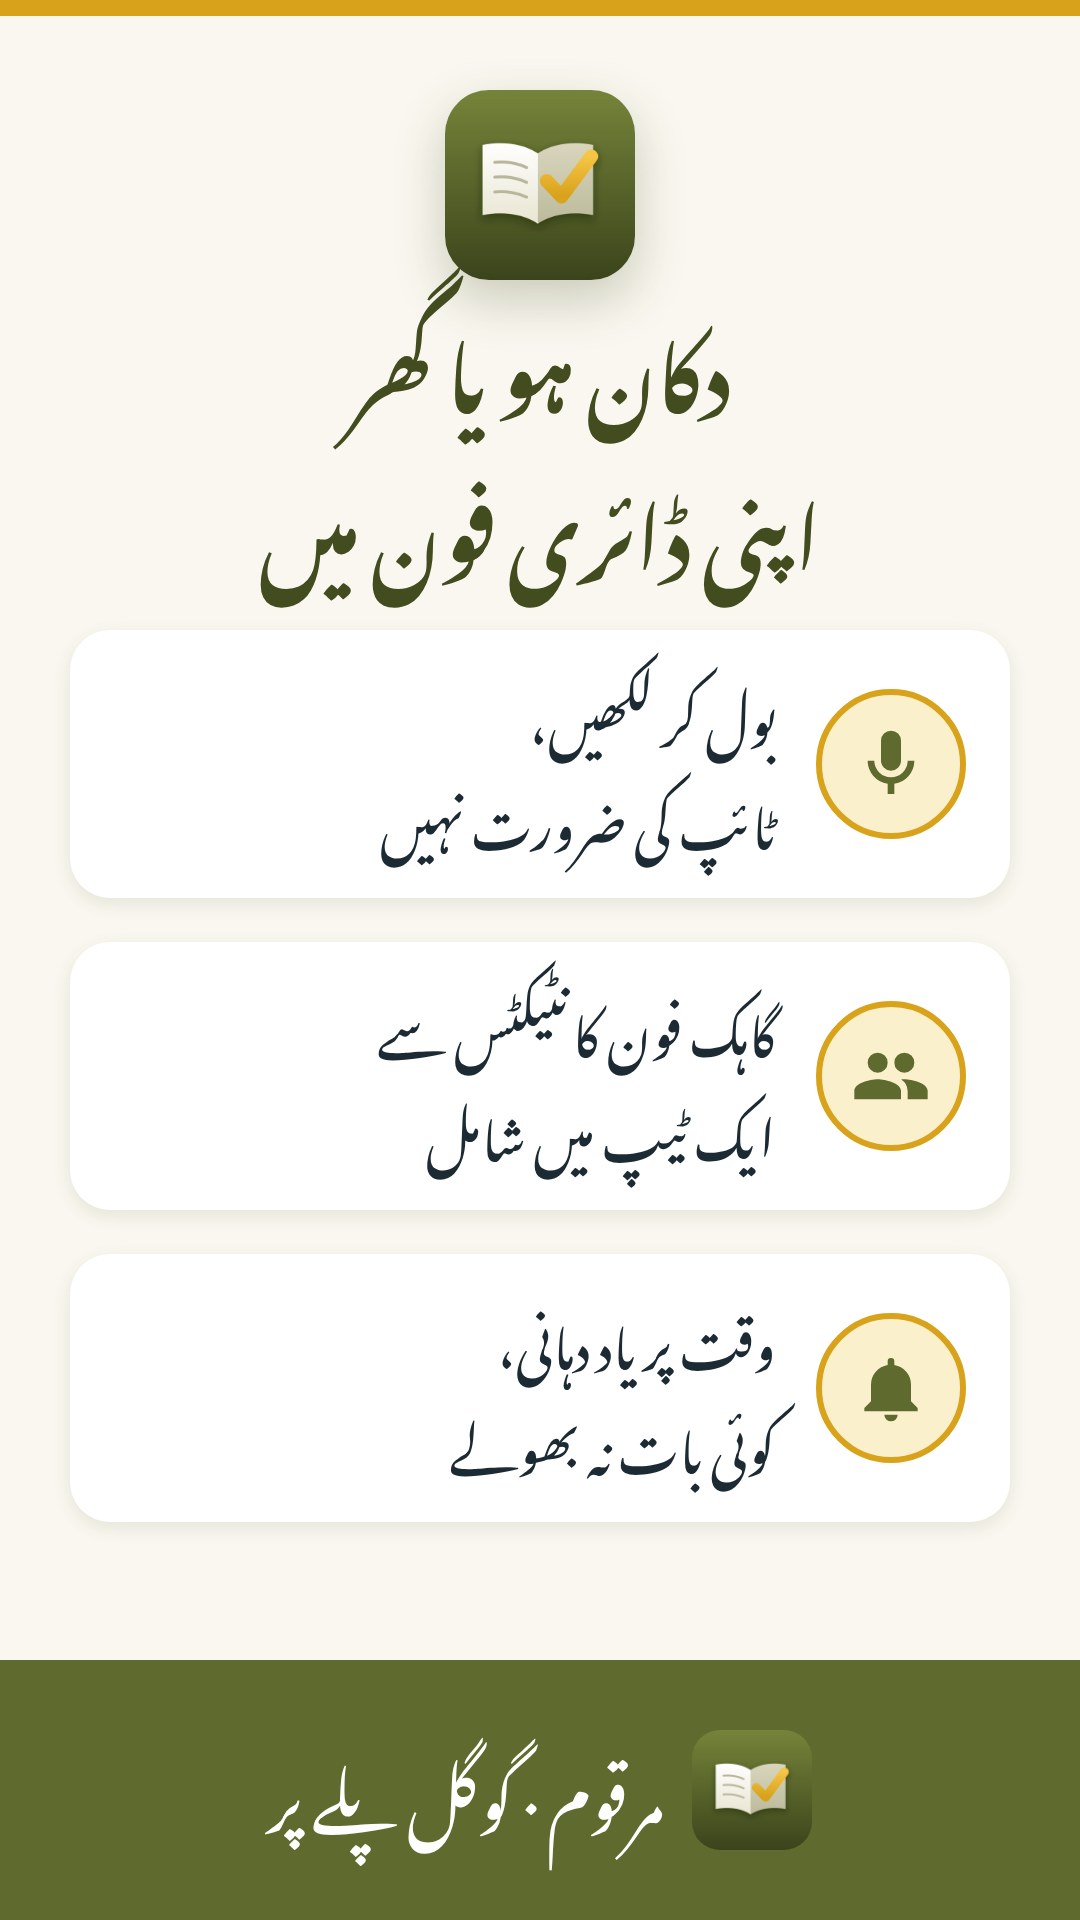 دکان ہو یا گھر
اپنی ڈائری فون میں
بول کر لکھیں،
ٹائپ کی ضرورت نہیں
گاہک فون کانٹیکٹس سے
ایک ٹیپ میں شامل
وقت پر یاد دہانی،
کوئی بات نہ بھولے
مرقوم · گوگل پلے پر